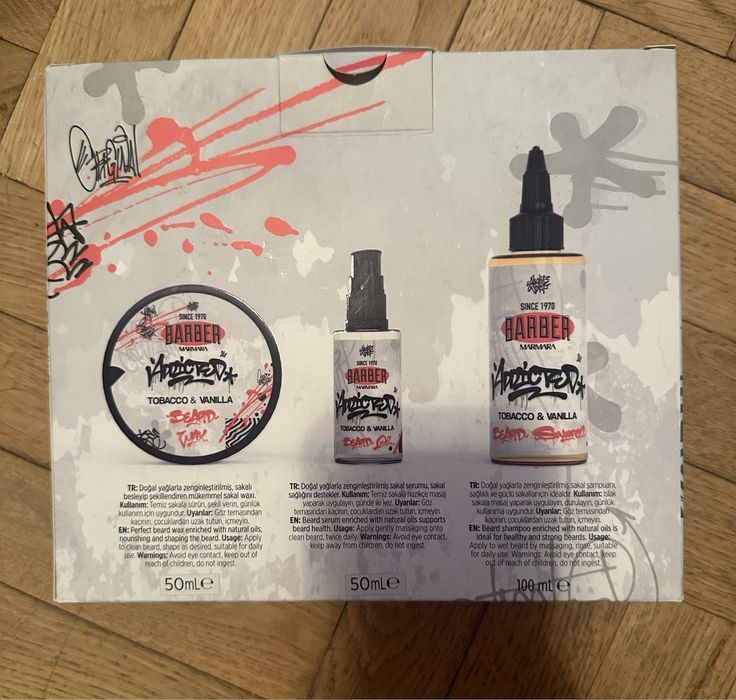 SINCE 1970
BARBER
MARMARA
Addicted
TOBACCO & VANILLA
BEARD
WAX
SINCE 1970
BARBER
MARMARA
Addicted
TOBACCO & VANILLA
BEARD OIL
SINCE 1970
BARBER
MARMARA
Addicted
TOBACCO & VANILLA
BEARD SHAMPOO
TR: Doğal yağlarla zenginleştirilmiş, sakalı
besleyip şekillendiren mükemmel sakal waxı.
Kullanım: Temiz sakala sürün, şekil verin, günlük
kullanım için uygundur. Uyarılar: Göz temasından
kaçının, çocuklardan uzak tutun, içmeyin.
EN: Perfect beard wax enriched with natural oils,
nourishing and shaping the beard. Usage: Apply
to clean beard, shape as desired, suitable for daily
use. Warnings: Avoid eye contact, keep out of
reach of children, do not ingest.
50mL℮
TR: Doğal yağlarla zenginleştirilmiş sakal serumu, sakal
sağlığını destekler. Kullanım: Temiz sakala nazikçe masaj
yaparak uygulayın, günde iki kez. Uyarılar: Göz
temasından kaçının, çocuklardan uzak tutun, içmeyin.
EN: Beard serum enriched with natural oils supports
beard health. Usage: Apply gently massaging onto
clean beard, twice daily. Warnings: Avoid eye contact,
keep away from children, do not ingest.
50mL℮
TR: Doğal yağlarla zenginleştirilmiş sakal şampuanı,
sağlıklı ve güçlü sakallar için idealdir. Kullanım: Islak
sakala masaj yaparak uygulayın, durulayın, günlük
kullanıma uygundur. Uyarılar: Göz temasından
kaçının, çocuklardan uzak tutun, içmeyin.
EN: Beard shampoo enriched with natural oils is
ideal for healthy and strong beards. Usage:
Apply to wet beard by massaging, rinse, suitable
for daily use. Warnings: Avoid eye contact, keep
out of reach of children, do not ingest.
100 mL ℮